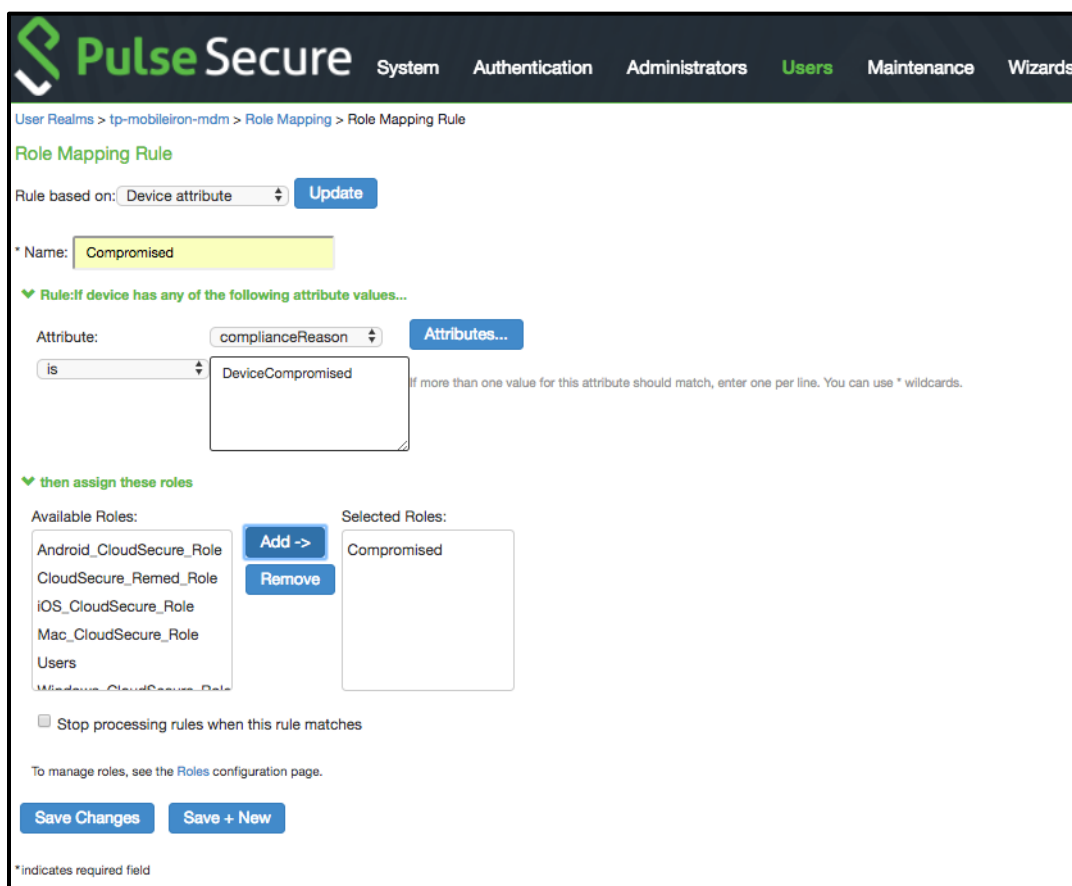 Pulse Secure System Authentication Administrators Users Maintenance Wizards
User Realms > tp-mobileiron-mdm > Role Mapping > Role Mapping Rule
Role Mapping Rule
Rule based on: Device attribute Update
* Name: Compromised
Rule:If device has any of the following attribute values...
Attribute: complianceReason Attributes...
is DeviceCompromised
If more than one value for this attribute should match, enter one per line. You can use * wildcards.
then assign these roles
Available Roles: Selected Roles:
Android_CloudSecure_Role Add -> Compromised
CloudSecure_Remed_Role Remove
iOS_CloudSecure_Role
Mac_CloudSecure_Role
Users
Windows_CloudSecure_Role
Stop processing rules when this rule matches
To manage roles, see the Roles configuration page.
Save Changes Save + New
*indicates required field